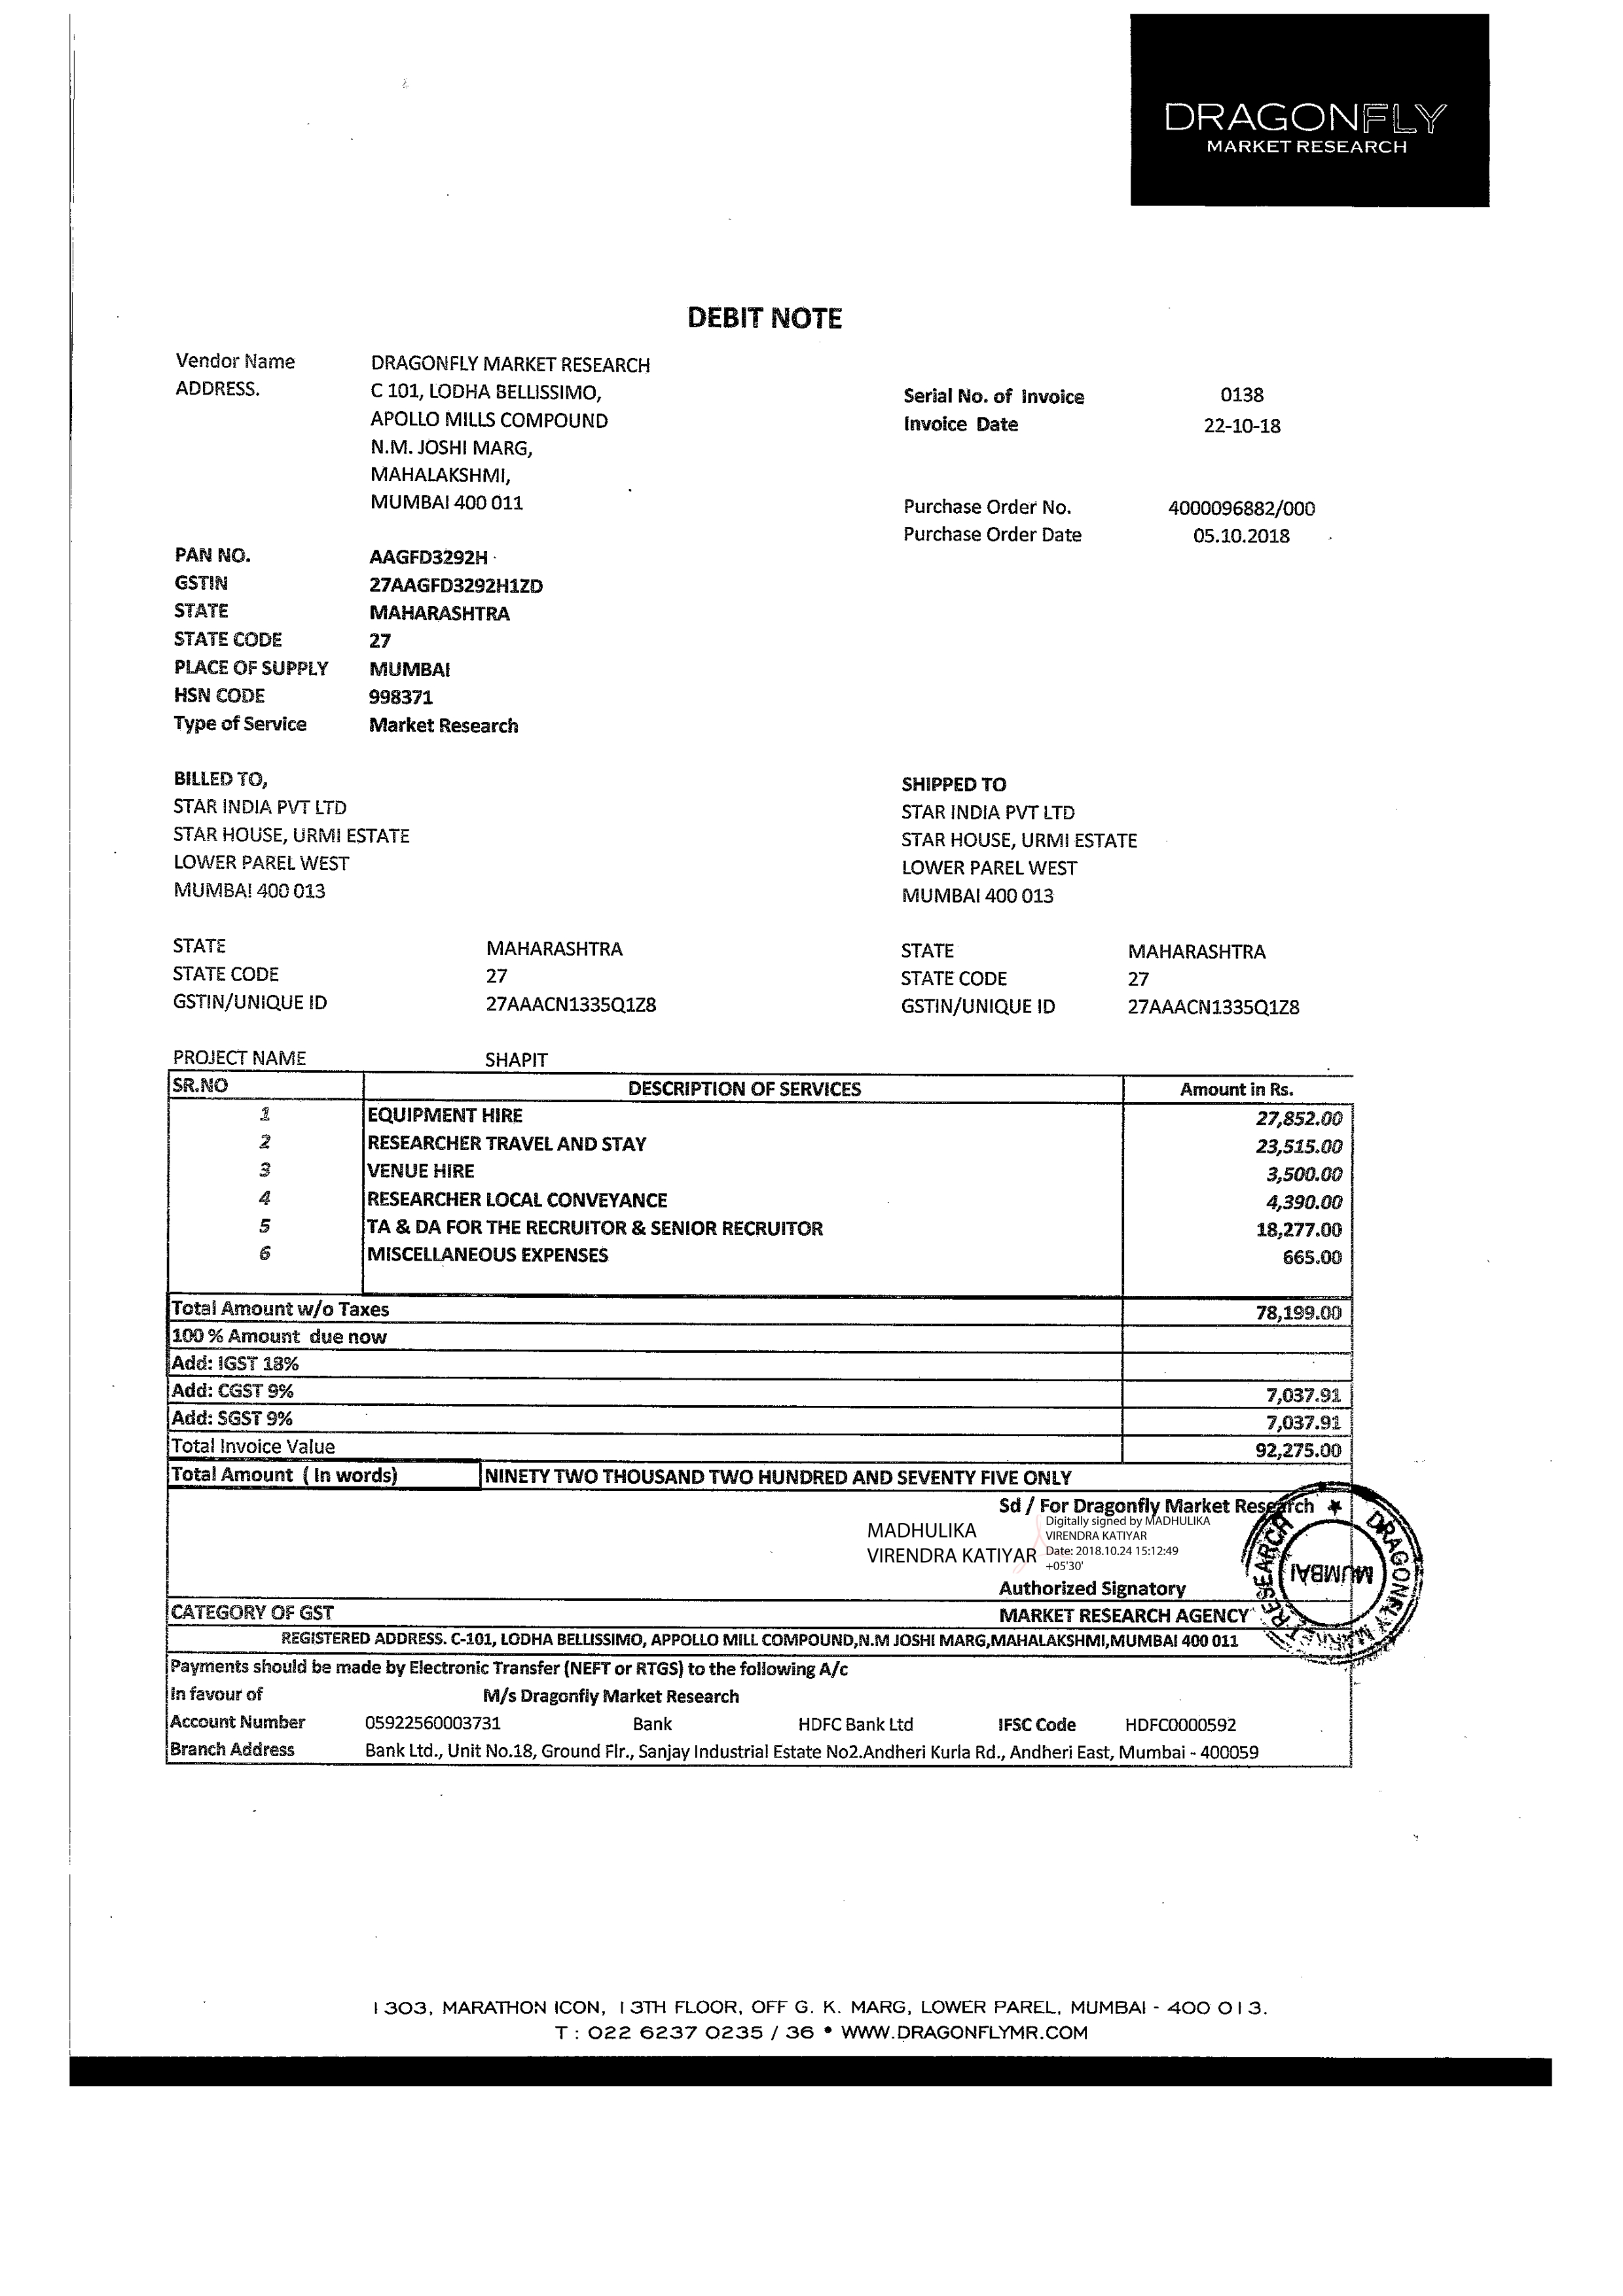 DRAGONFLY
MARKET RESEARCH
DEBIT NOTE
Vendor Name DRAGONFLY MARKET RESEARCH
ADDRESS. C 101, LODHA BELLISSIMO,
APOLLO MILLS COMPOUND
N.M. JOSHI MARG,
MAHALAKSHMI,
MUMBAI 400 011
Serial No. of Invoice 0138
Invoice Date 22-10-18
Purchase Order No. 4000096882/000
Purchase Order Date 05.10.2018
PAN NO. AAGFD3292H
GSTIN 27AAGFD3292H1ZD
STATE MAHARASHTRA
STATE CODE 27
PLACE OF SUPPLY MUMBAI
HSN CODE 998371
Type of Service Market Research
BILLED TO,
STAR INDIA PVT LTD
STAR HOUSE, URMI ESTATE
LOWER PAREL WEST
MUMBAI 400 013
SHIPPED TO
STAR INDIA PVT LTD
STAR HOUSE, URMI ESTATE
LOWER PAREL WEST
MUMBAI 400 013
STATE MAHARASHTRA
STATE CODE 27
GSTIN/UNIQUE ID 27AAACN1335Q1Z8
STATE MAHARASHTRA
STATE CODE 27
GSTIN/UNIQUE ID 27AAACN1335Q1Z8
PROJECT NAME SHAPIT
SR.NO DESCRIPTION OF SERVICES Amount in Rs.
1 EQUIPMENT HIRE 27,852.00
2 RESEARCHER TRAVEL AND STAY 23,515.00
3 VENUE HIRE 3,500.00
4 RESEARCHER LOCAL CONVEYANCE 4,390.00
5 TA & DA FOR THE RECRUITOR & SENIOR RECRUITOR 18,277.00
6 MISCELLANEOUS EXPENSES 665.00
Total Amount w/o Taxes 78,199.00
100 % Amount due now
Add: IGST 18%
Add: CGST 9% 7,037.91
Add: SGST 9% 7,037.91
Total Invoice Value 92,275.00
Total Amount ( In words) NINETY TWO THOUSAND TWO HUNDRED AND SEVENTY FIVE ONLY
Sd / For Dragonfly Market Research
MADHULIKA
VIRENDRA KATIYAR
Digitally signed by MADHULIKA
VIRENDRA KATIYAR
Date: 2018.10.24 15:12:49
+05'30'
Authorized Signatory
DRAGONFLY MARKET RESEARCH
MUMBAI
CATEGORY OF GST MARKET RESEARCH AGENCY
REGISTERED ADDRESS. C-101, LODHA BELLISSIMO, APPOLLO MILL COMPOUND,N.M JOSHI MARG,MAHALAKSHMI,MUMBAI 400 011
Payments should be made by Electronic Transfer (NEFT or RTGS) to the following A/c
In favour of M/s Dragonfly Market Research
Account Number 05922560003731 Bank HDFC Bank Ltd IFSC Code HDFC0000592
Branch Address Bank Ltd., Unit No.18, Ground Flr., Sanjay Industrial Estate No2.Andheri Kurla Rd., Andheri East, Mumbai - 400059
1303, MARATHON ICON, 13TH FLOOR, OFF G. K. MARG, LOWER PAREL, MUMBAI - 400 013.
T : 022 6237 0235 / 36 • WWW.DRAGONFLYMR.COM